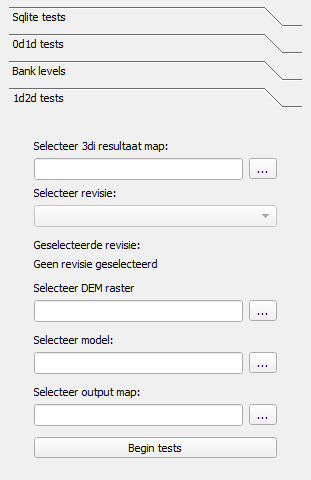 Sqlite tests
0d1d tests
Bank levels
1d2d tests
Selecteer 3di resultaat map:
...
Selecteer revisie:
Geselecteerde revisie:
Geen revisie geselecteerd
Selecteer DEM raster
...
Selecteer model:
...
Selecteer output map:
...
Begin tests